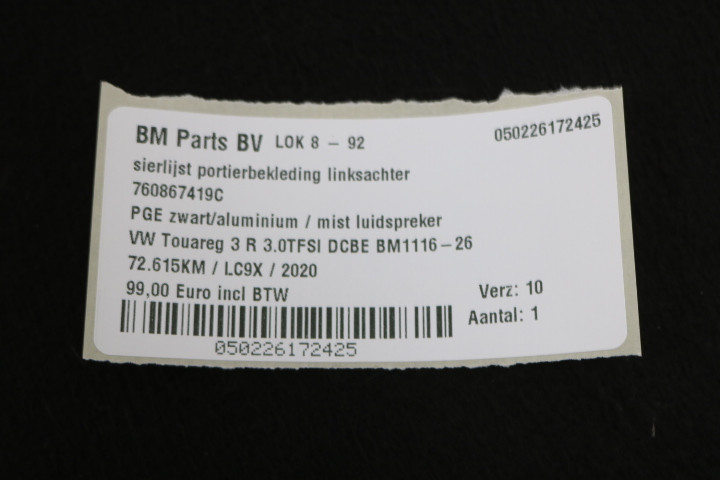 BM Parts BV LOK 8 - 92 050226172425
sierlijst portierbekleding linksachter
760867419C
PGE zwart/aluminium / mist luidspreker
VW Touareg 3 R 3.0TFSI DCBE BM1116-26
72.615KM / LC9X / 2020
99,00 Euro incl BTW Verz: 10
Aantal: 1
050226172425